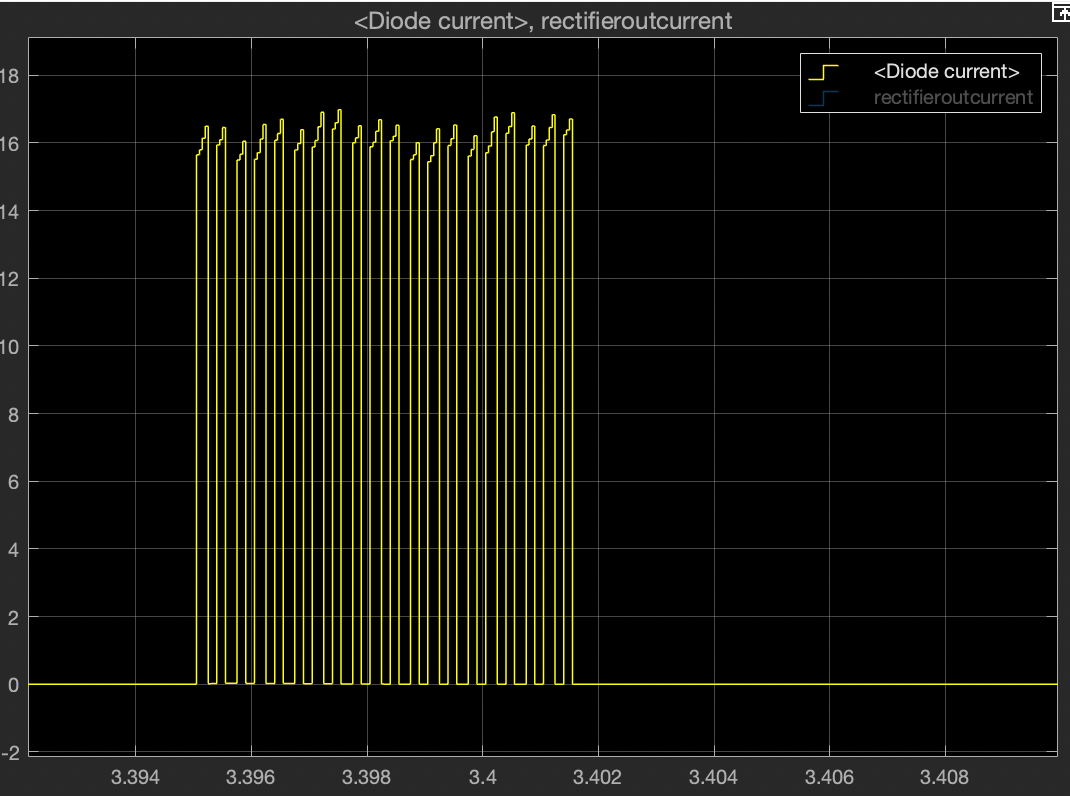 <Diode current>, rectifieroutcurrent
<Diode current>
rectifieroutcurrent
18
16
14
12
10
8
6
4
2
0
-2
3.394 3.396 3.398 3.4 3.402 3.404 3.406 3.408